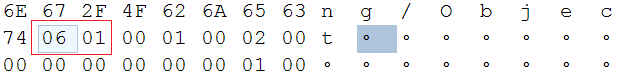 6E 67 2F 4F 62 6A 65 63 n g / O b j e c
74 06 01 00 01 00 02 00 t ° ° ° ° ° ° °
00 00 00 00 00 00 01 00 ° ° ° ° ° ° ° °